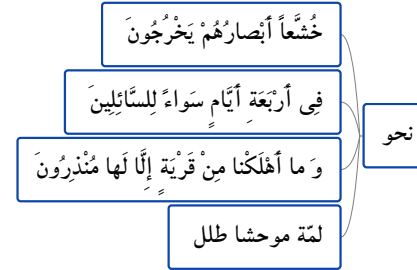 نحو
خُشَّعاً أَبْصارُهُمْ يَخْرُجُونَ
فِی أَرْبَعَةِ أَيَّامٍ سَواءً لِلسَّائِلِينَ
وَ ما أَهْلَكْنا مِنْ قَرْيَةٍ إِلَّا لَها مُنْذِرُونَ
لمّة موحشا طلل